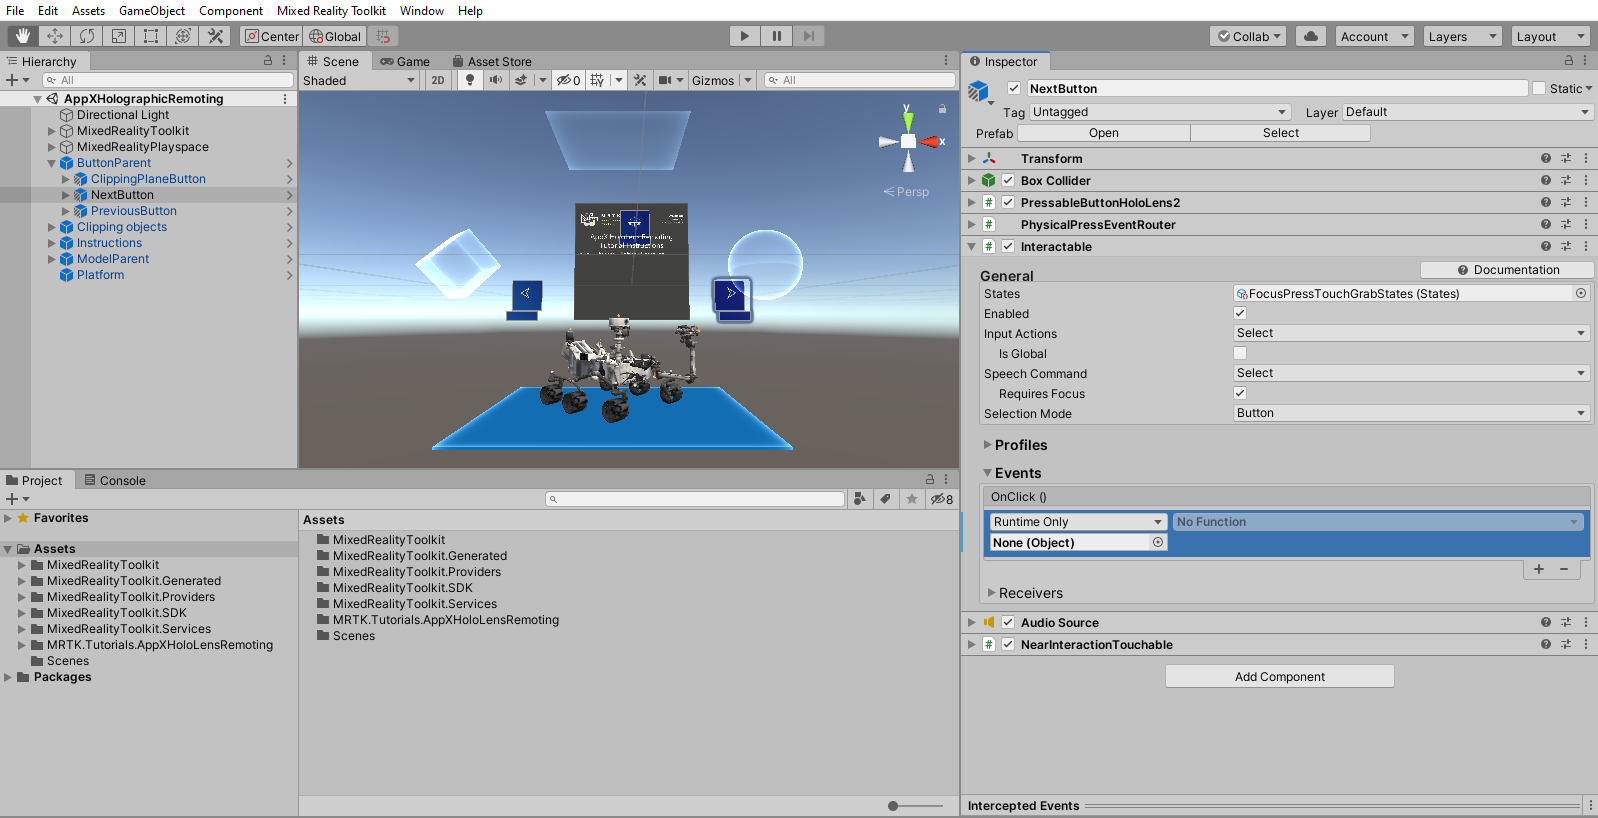 File Edit Assets GameObject Component Mixed Reality Toolkit Window Help
Center Global Collab Account Layers Layout
Hierarchy
All
AppXHolographicRemoting
Directional Light
MixedRealityToolkit
MixedRealityPlayspace
ButtonParent
ClippingPlaneButton
NextButton
PreviousButton
Clipping objects
Instructions
ModelParent
Platform
Scene Game Asset Store
Shaded 2D 0 Gizmos All
y
x
Persp
Tutorial Instructions
Inspector
NextButton Static
Tag Untagged Layer Default
Prefab Open Select
Transform
Box Collider
PressableButtonHoloLens2
PhysicalPressEventRouter
Interactable
Documentation
General
States FocusPressTouchGrabStates (States)
Enabled
Input Actions Select
Is Global
Speech Command Select
Requires Focus
Selection Mode Button
Profiles
Events
OnClick ()
Runtime Only No Function
None (Object)
+ −
Receivers
Audio Source
NearInteractionTouchable
Add Component
Intercepted Events
Project Console
8
Favorites
Assets
MixedRealityToolkit
MixedRealityToolkit.Generated
MixedRealityToolkit.Providers
MixedRealityToolkit.SDK
MixedRealityToolkit.Services
MRTK.Tutorials.AppXHoloLensRemoting
Scenes
Packages
Assets
MixedRealityToolkit
MixedRealityToolkit.Generated
MixedRealityToolkit.Providers
MixedRealityToolkit.SDK
MixedRealityToolkit.Services
MRTK.Tutorials.AppXHoloLensRemoting
Scenes